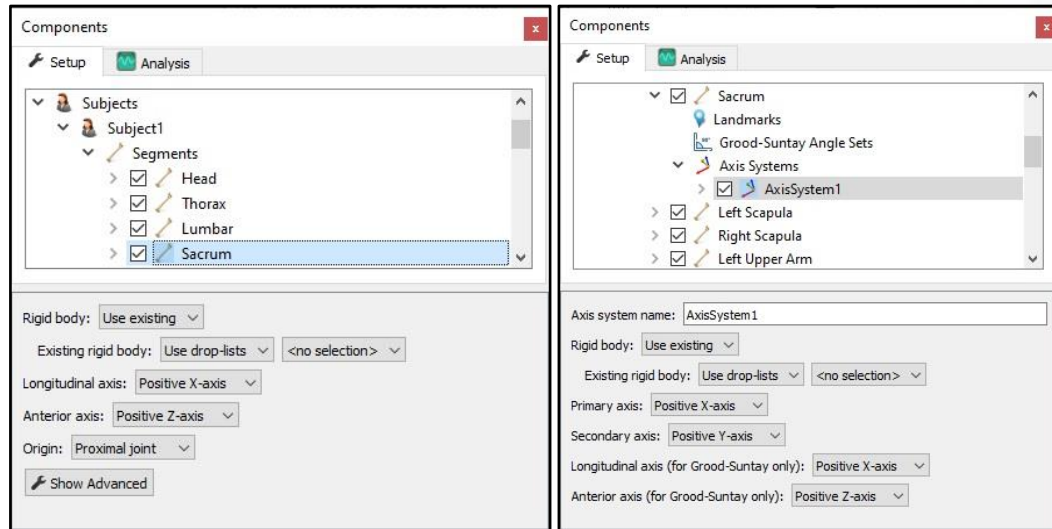 Components
x
Setup
Analysis
Subjects
Subject1
Segments
Head
Thorax
Lumbar
Sacrum
Rigid body: Use existing
Existing rigid body: Use drop-lists <no selection>
Longitudinal axis: Positive X-axis
Anterior axis: Positive Z-axis
Origin: Proximal joint
Show Advanced
Components
x
Setup
Analysis
Sacrum
Landmarks
Grood-Suntay Angle Sets
Axis Systems
AxisSystem1
Left Scapula
Right Scapula
Left Upper Arm
Axis system name: AxisSystem1
Rigid body: Use existing
Existing rigid body: Use drop-lists <no selection>
Primary axis: Positive X-axis
Secondary axis: Positive Y-axis
Longitudinal axis (for Grood-Suntay only): Positive X-axis
Anterior axis (for Grood-Suntay only): Positive Z-axis